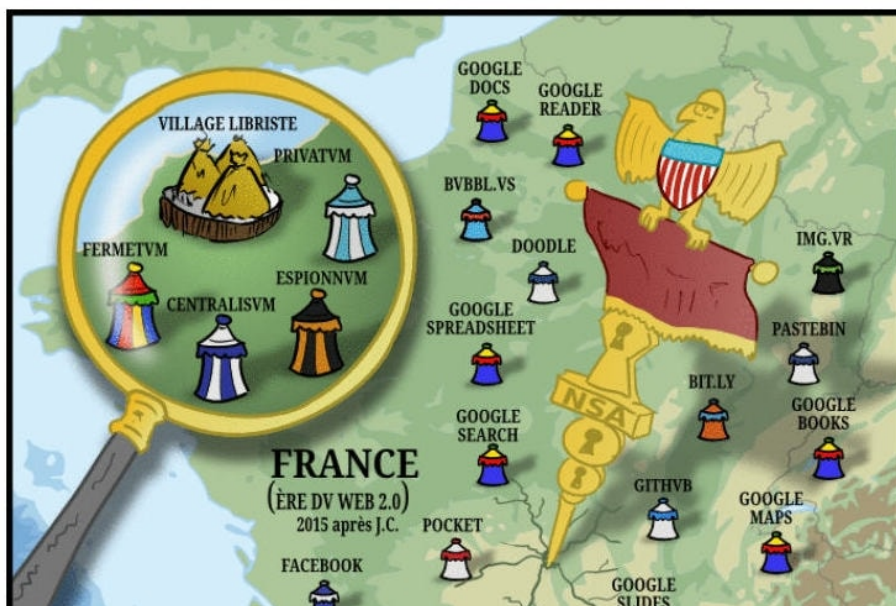 GOOGLE
DOCS
GOOGLE
READER
VILLAGE LIBRISTE
PRIVATVM
BVBBL.VS
FERMETVM
DOODLE
IMG.VR
ESPIONNVM
CENTRALISVM
GOOGLE
SPREADSHEET
PASTEBIN
BIT.LY
NSA
GOOGLE
BOOKS
GOOGLE
SEARCH
FRANCE
(ÈRE DV WEB 2.0)
2015 après J.C.
GITHVB
GOOGLE
MAPS
POCKET
FACEBOOK
GOOGLE
SLIDES